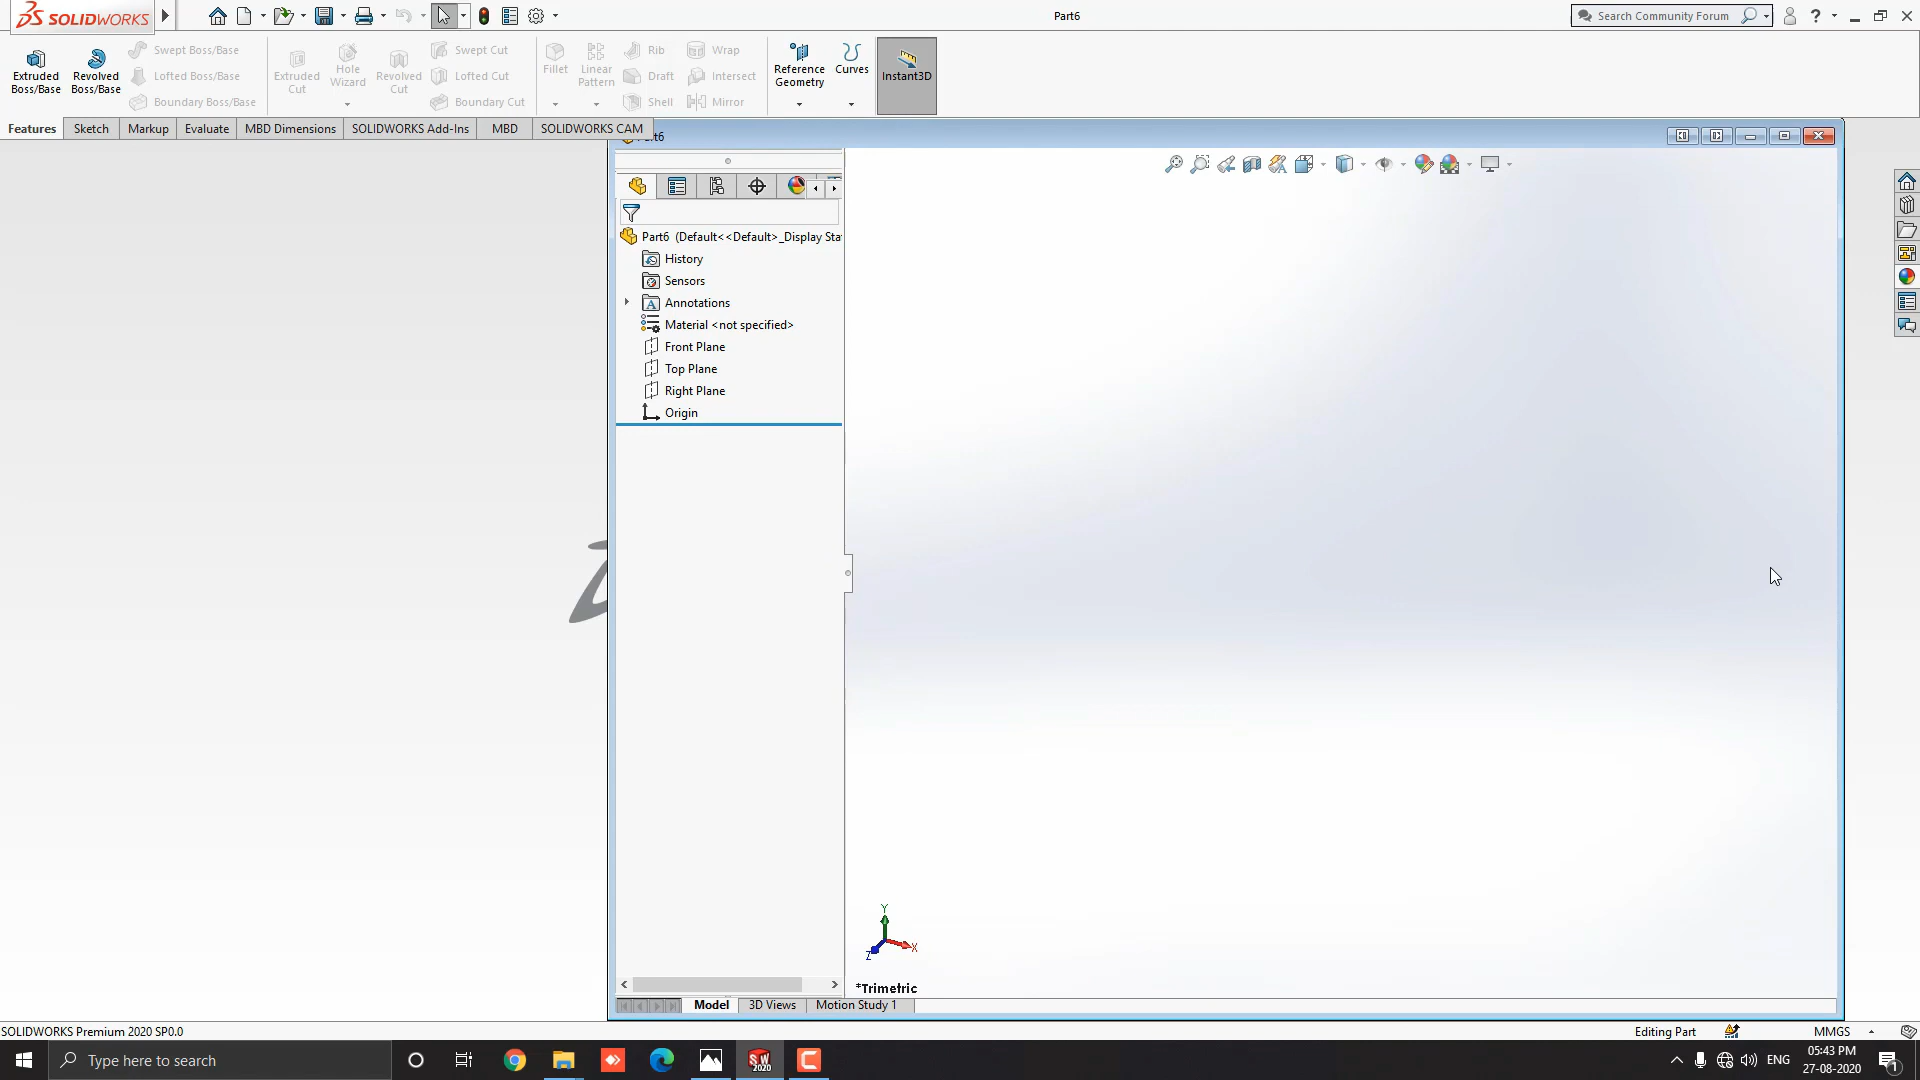 SOLIDWORKS
Part6
Search Community Forum
?
Extruded Boss/Base
Revolved Boss/Base
Swept Boss/Base
Lofted Boss/Base
Boundary Boss/Base
Extruded Cut
Hole Wizard
Revolved Cut
Swept Cut
Lofted Cut
Boundary Cut
Fillet
Linear Pattern
Rib
Draft
Shell
Wrap
Intersect
Mirror
Reference Geometry
Curves
Instant3D
Features
Sketch
Markup
Evaluate
MBD Dimensions
SOLIDWORKS Add-Ins
MBD
SOLIDWORKS CAM
Part6 (Default<<Default>_Display Sta
History
Sensors
Annotations
Material <not specified>
Front Plane
Top Plane
Right Plane
Origin
Y
X
Z
*Trimetric
Model
3D Views
Motion Study 1
SOLIDWORKS Premium 2020 SP0.0
Editing Part
MMGS
Type here to search
SW 2020
ENG
05:43 PM
27-08-2020
1